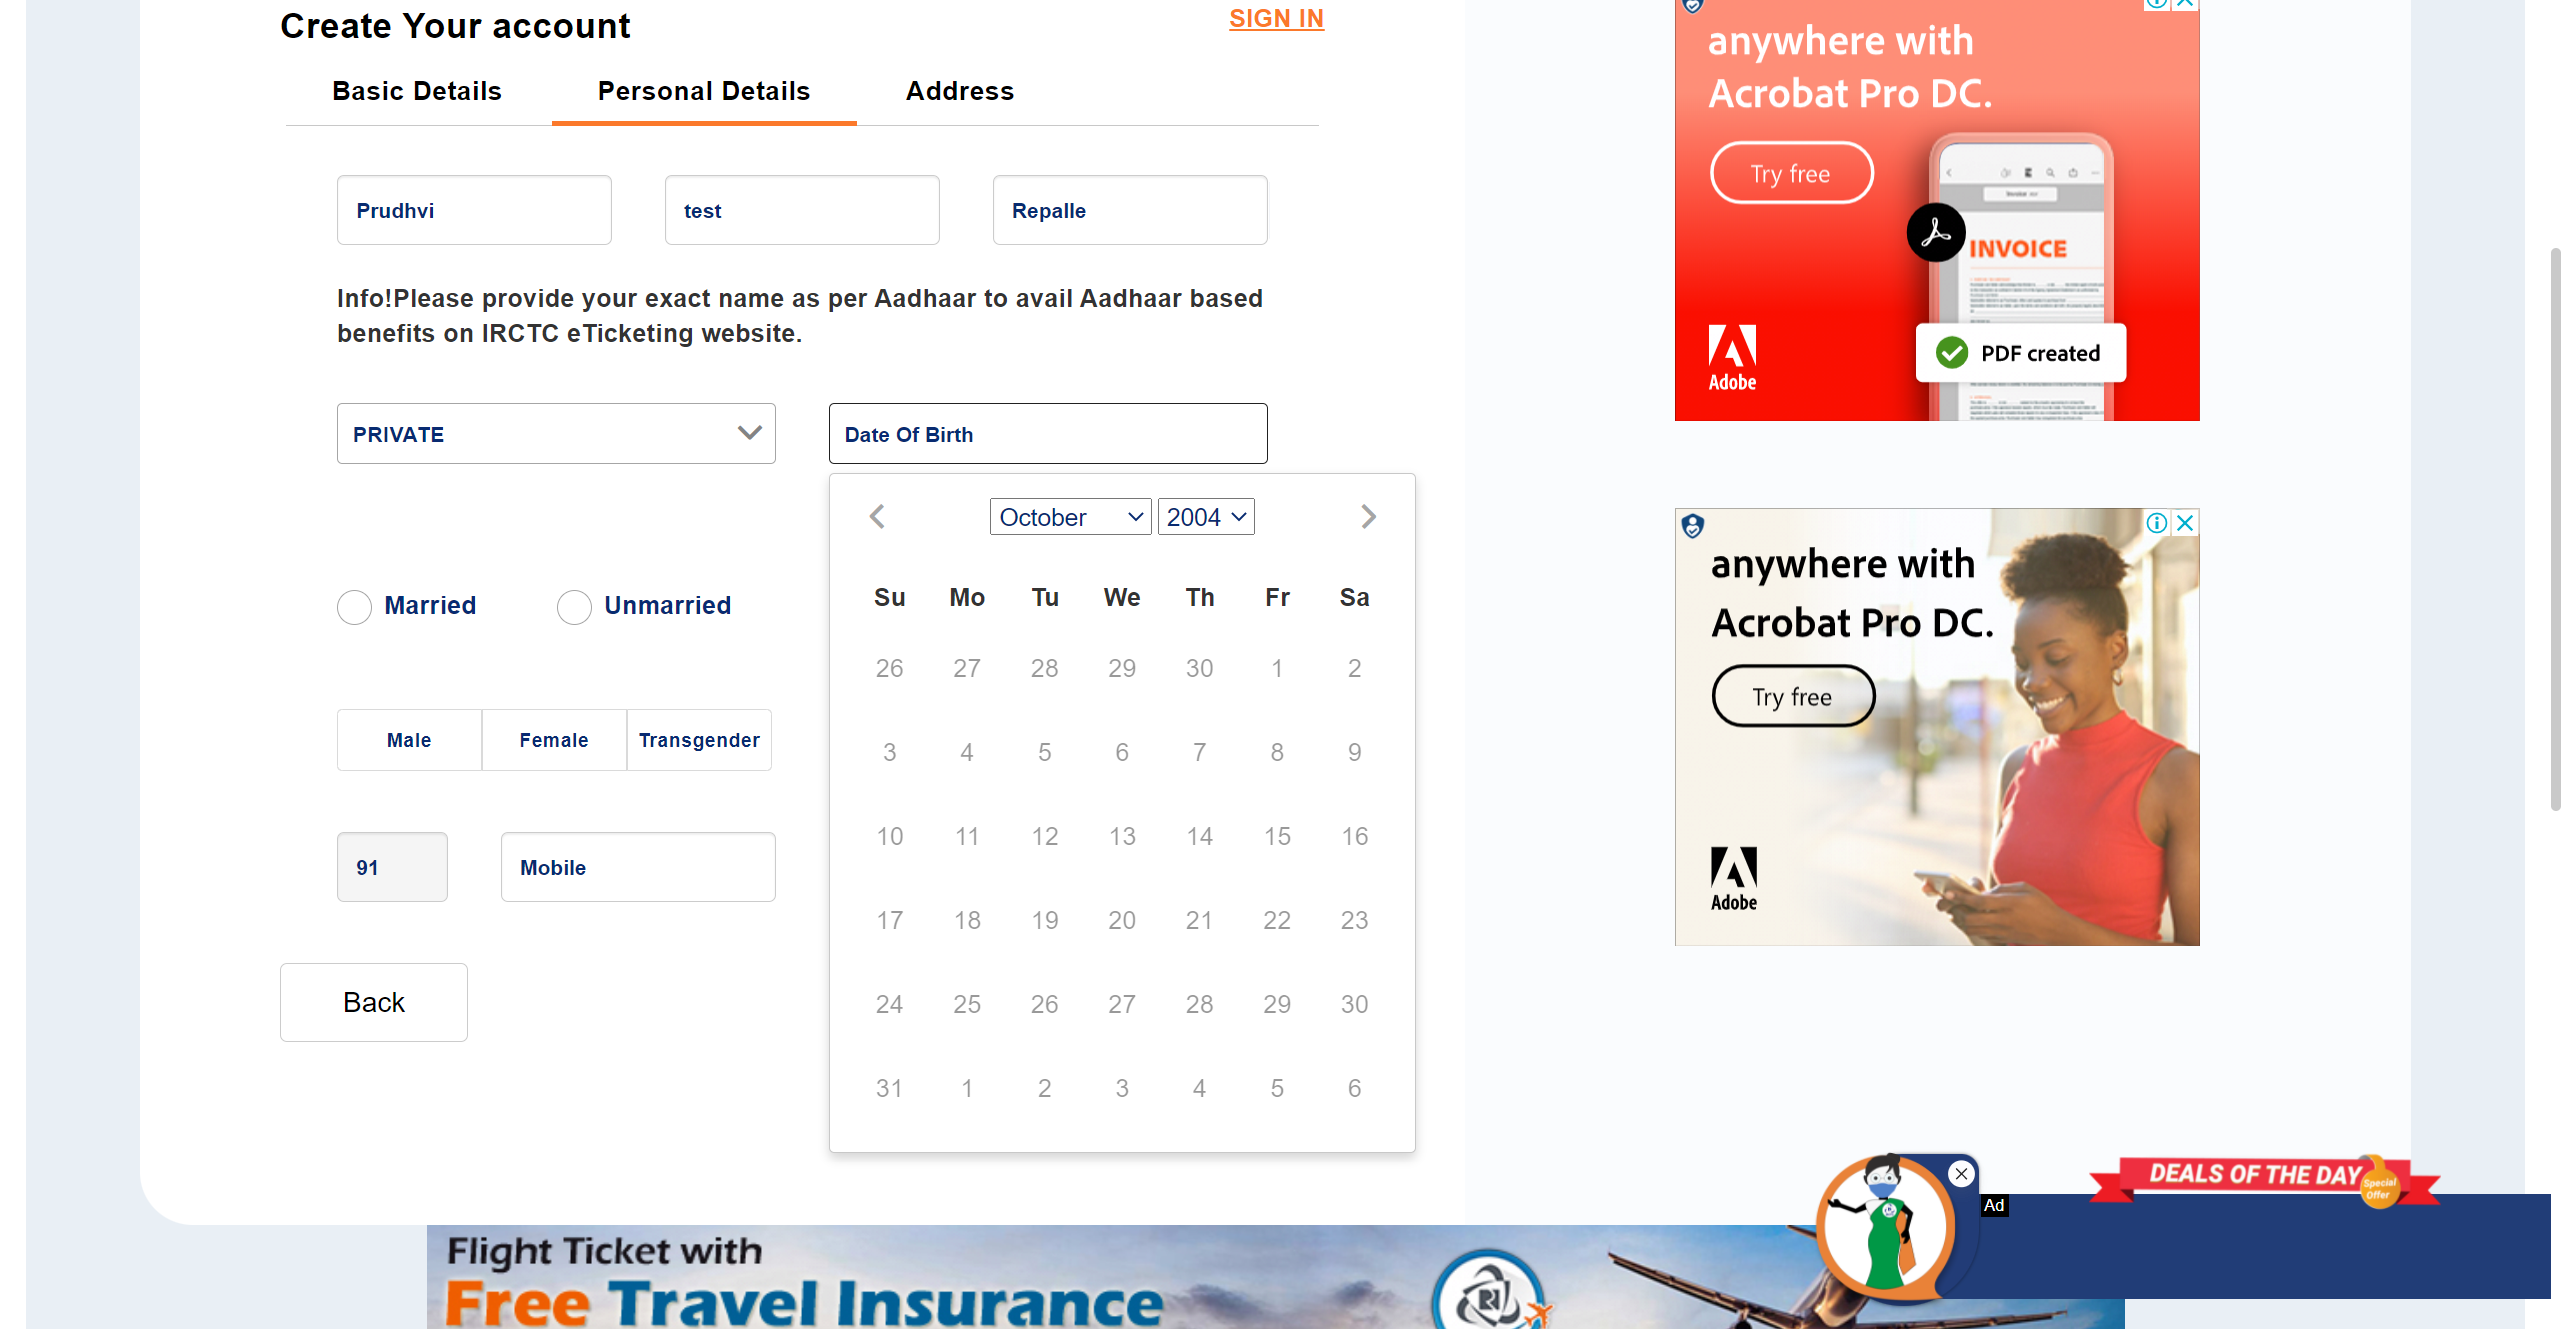 Create Your account
SIGN IN
Basic Details
Personal Details
Address
Prudhvi
test
Repalle
Info!Please provide your exact name as per Aadhaar to avail Aadhaar based
benefits on IRCTC eTicketing website.
PRIVATE
Date Of Birth
October
2004
Su Mo Tu We Th Fr Sa
26 27 28 29 30 1 2
3 4 5 6 7 8 9
10 11 12 13 14 15 16
17 18 19 20 21 22 23
24 25 26 27 28 29 30
31 1 2 3 4 5 6
Married
Unmarried
Male
Female
Transgender
91
Mobile
Back
anywhere with
Acrobat Pro DC.
Try free
INVOICE
PDF created
Adobe
anywhere with
Acrobat Pro DC.
Try free
Adobe
DEALS OF THE DAY
Special
Offer
Ad
Flight Ticket with
Free Travel Insurance